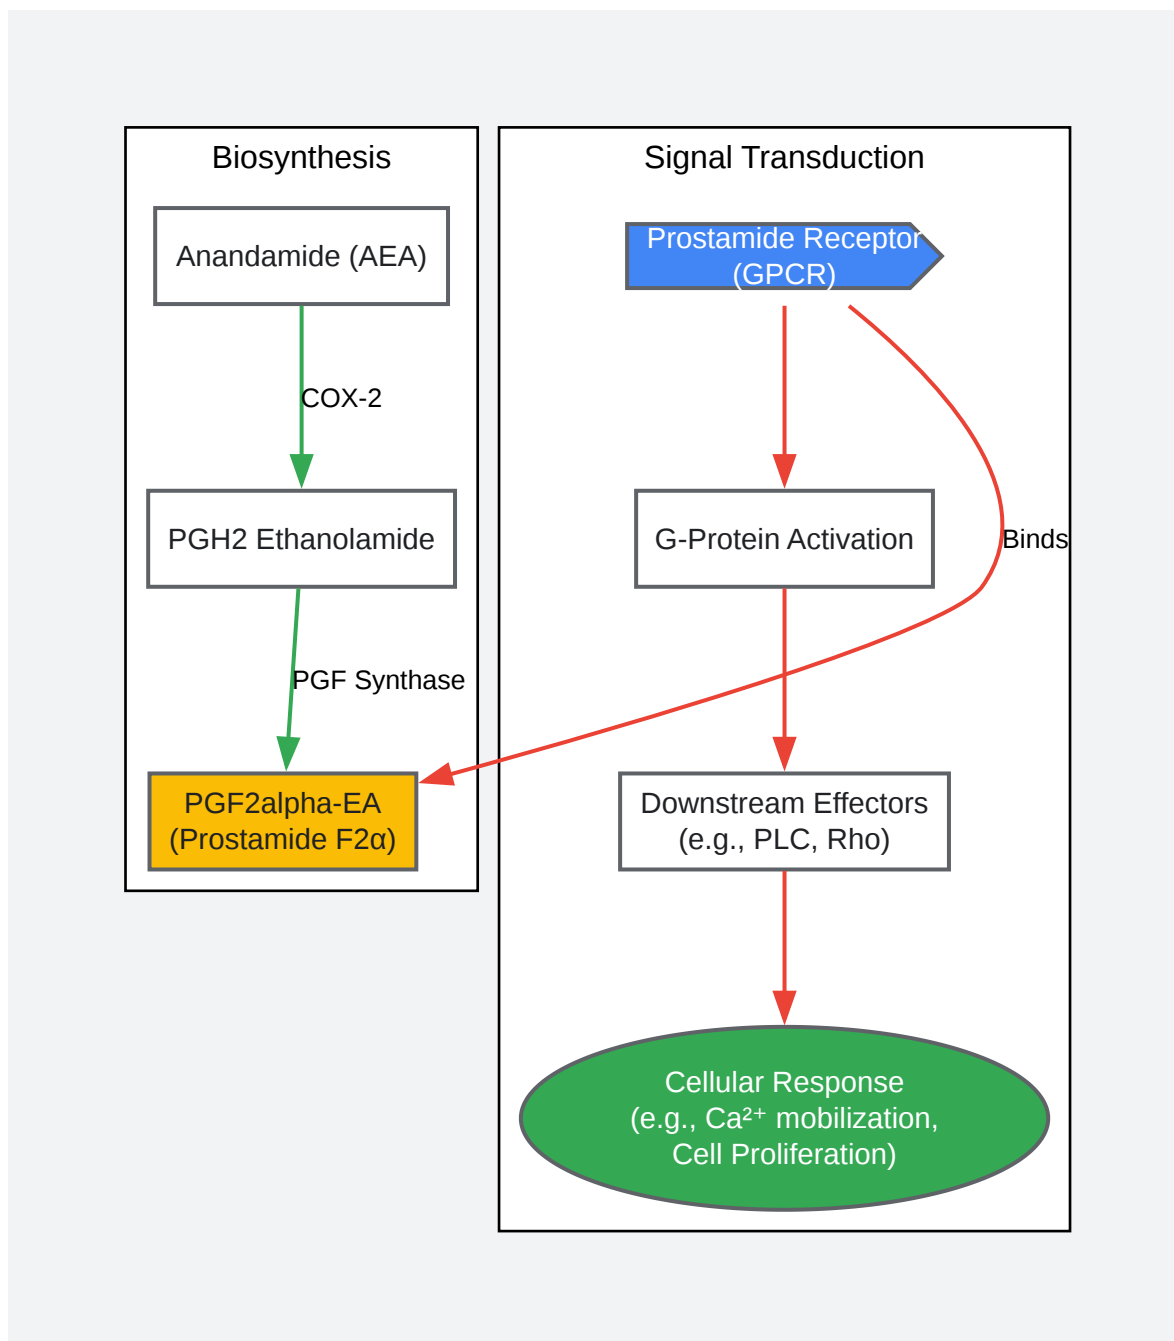 Biosynthesis
Anandamide (AEA)
COX-2
PGH2 Ethanolamide
PGF Synthase
PGF2alpha-EA
(Prostamide F2α)
Signal Transduction
Prostamide Receptor
(GPCR)
G-Protein Activation
Binds
Downstream Effectors
(e.g., PLC, Rho)
Cellular Response
(e.g., Ca²⁺ mobilization,
Cell Proliferation)